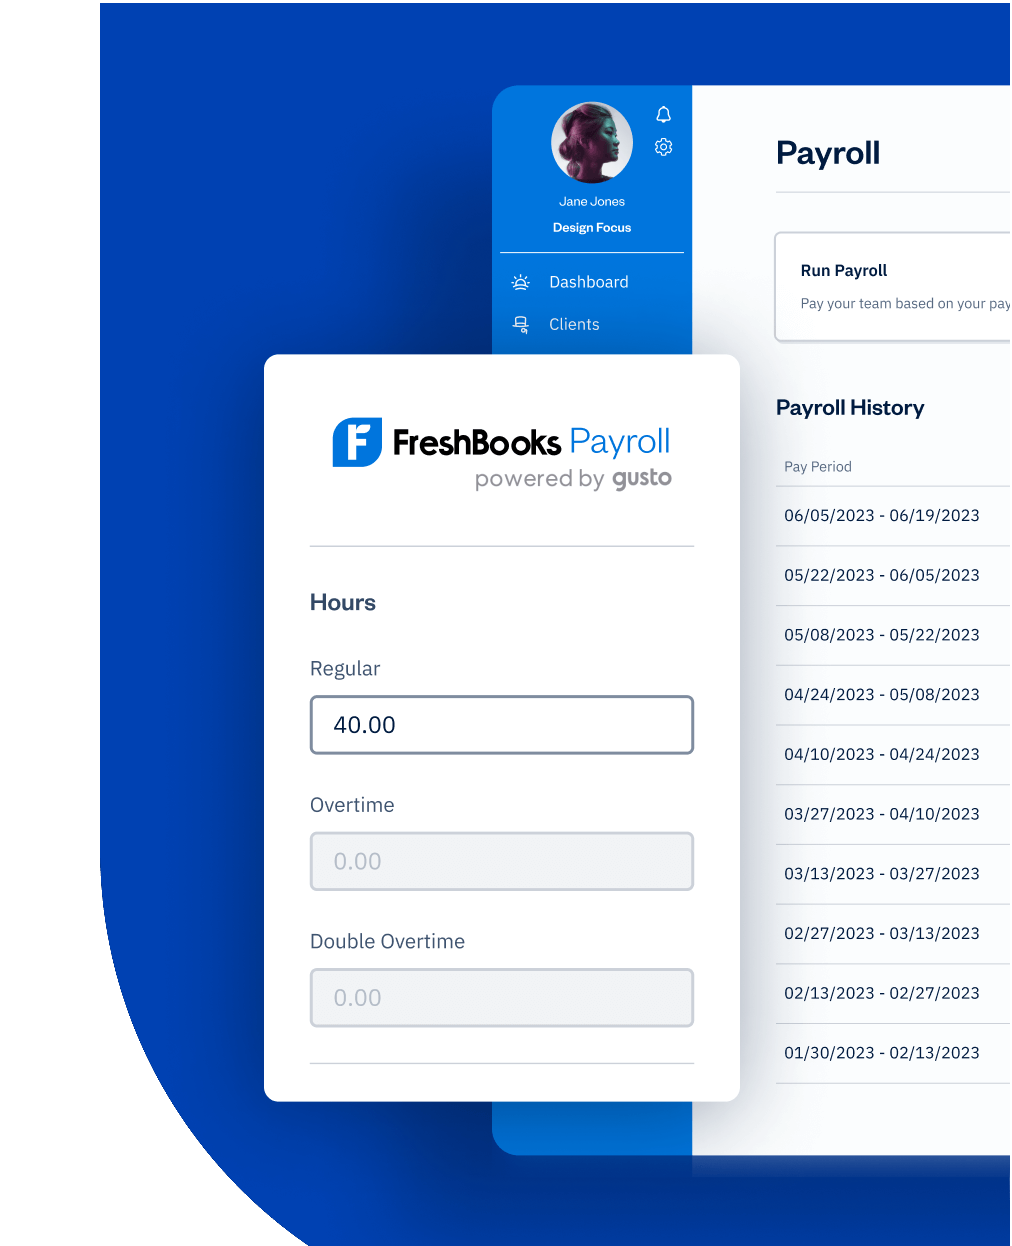 Jane Jones
Design Focus
Dashboard
Clients
Payroll
Run Payroll
Pay your team based on your pay
Payroll History
Pay Period
06/05/2023 - 06/19/2023
05/22/2023 - 06/05/2023
05/08/2023 - 05/22/2023
04/24/2023 - 05/08/2023
04/10/2023 - 04/24/2023
03/27/2023 - 04/10/2023
03/13/2023 - 03/27/2023
02/27/2023 - 03/13/2023
02/13/2023 - 02/27/2023
01/30/2023 - 02/13/2023
F FreshBooks Payroll
powered by gusto
Hours
Regular
40.00
Overtime
0.00
Double Overtime
0.00